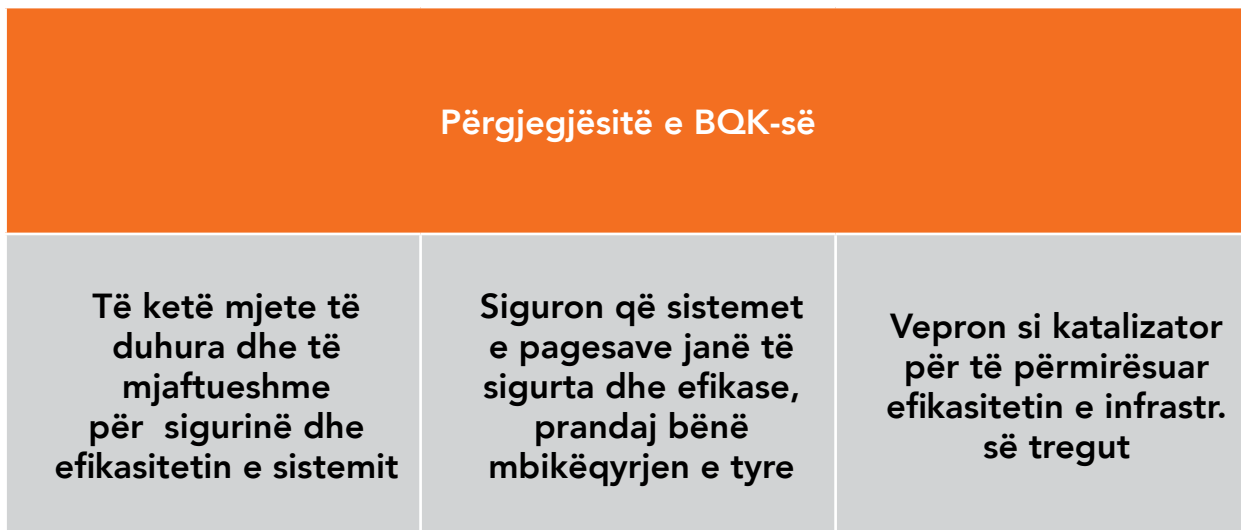 Përgjegjësitë e BQK-së
Të ketë mjete të
duhura dhe të
mjaftueshme
për sigurinë dhe
efikasitetin e sistemit
Siguron që sistemet
e pagesave janë të
sigurta dhe efikase,
prandaj bënë
mbikëqyrjen e tyre
Vepron si katalizator
për të përmirësuar
efikasitetin e infrastr.
së tregut